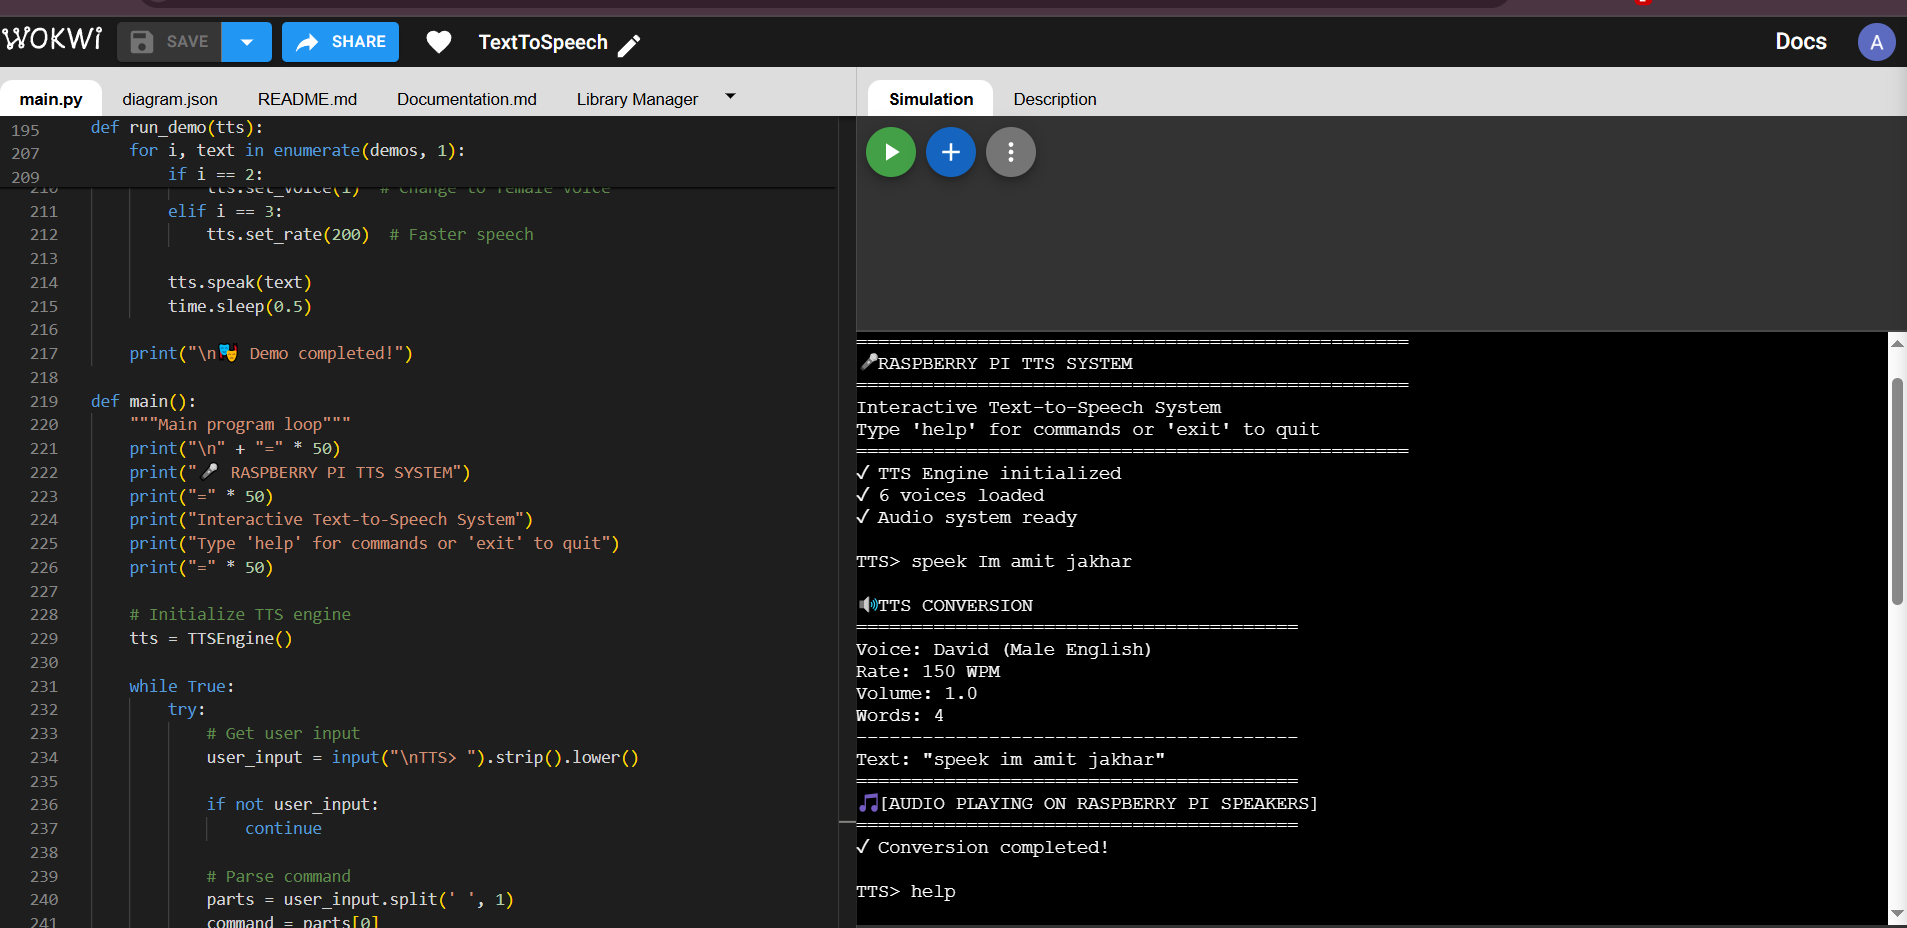 WOKWI SAVE SHARE TextToSpeech Docs A
main.py diagram.json README.md Documentation.md Library Manager
Simulation Description
195 def run_demo(tts):
207 for i, text in enumerate(demos, 1):
209 if i == 2:
210 tts.set_voice(1) # Change to female voice
211 elif i == 3:
212 tts.set_rate(200) # Faster speech
213
214 tts.speak(text)
215 time.sleep(0.5)
216
217 print("\n🎭 Demo completed!")
218
219 def main():
220 """Main program loop"""
221 print("\n" + "=" * 50)
222 print("🎤 RASPBERRY PI TTS SYSTEM")
223 print("=" * 50)
224 print("Interactive Text-to-Speech System")
225 print("Type 'help' for commands or 'exit' to quit")
226 print("=" * 50)
227
228 # Initialize TTS engine
229 tts = TTSEngine()
230
231 while True:
232 try:
233 # Get user input
234 user_input = input("\nTTS> ").strip().lower()
235
236 if not user_input:
237 continue
238
239 # Parse command
240 parts = user_input.split(' ', 1)
241 command = parts[0]
==================================================
🎤RASPBERRY PI TTS SYSTEM
==================================================
Interactive Text-to-Speech System
Type 'help' for commands or 'exit' to quit
==================================================
✓ TTS Engine initialized
✓ 6 voices loaded
✓ Audio system ready
TTS> speek Im amit jakhar
🔊TTS CONVERSION
========================================
Voice: David (Male English)
Rate: 150 WPM
Volume: 1.0
Words: 4
----------------------------------------
Text: "speek im amit jakhar"
========================================
🎵[AUDIO PLAYING ON RASPBERRY PI SPEAKERS]
========================================
✓ Conversion completed!
TTS> help